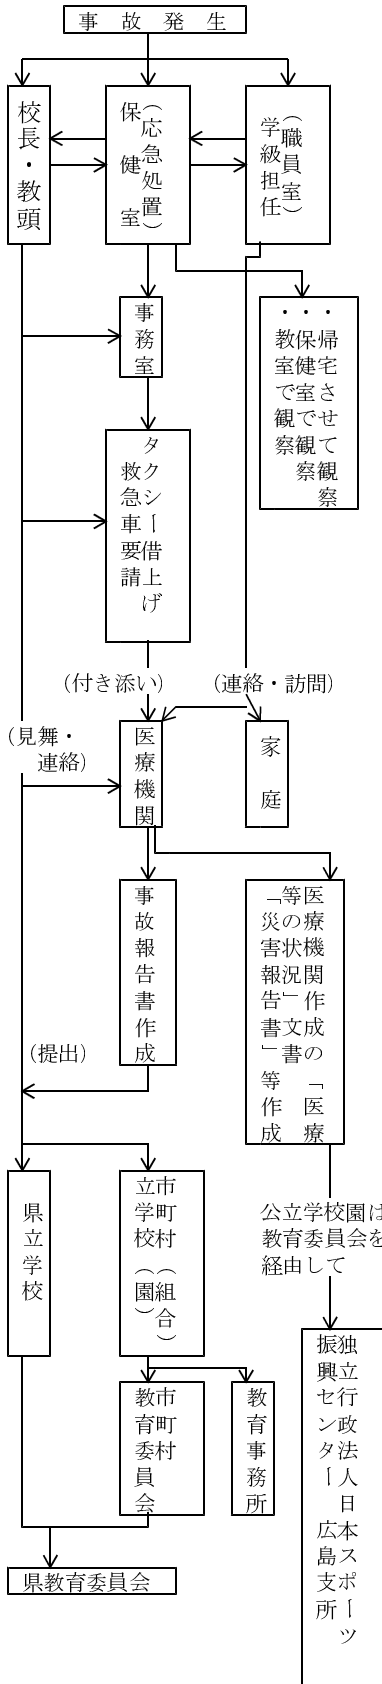 事故発生
校長・教頭
(応急処置)
保健室
(職員室)
学級担任
事務室
・帰宅させて観察
・保健室で観察
・教室で観察
タクシー借上げ
救急車要請
(付き添い)
(連絡・訪問)
(見舞・
連絡)
医療機関
家庭
事故報告書作成
医療機関作成の「医療
等の状況」文書
「災害報告書」等作成
(提出)
県立学校
市町村(組合)
立学校(園)
公立学校園は
教育委員会を
経由して
市町村
教育委員会
教育事務所
独立行政法人日本スポーツ
振興センター 広島支所
県教育委員会